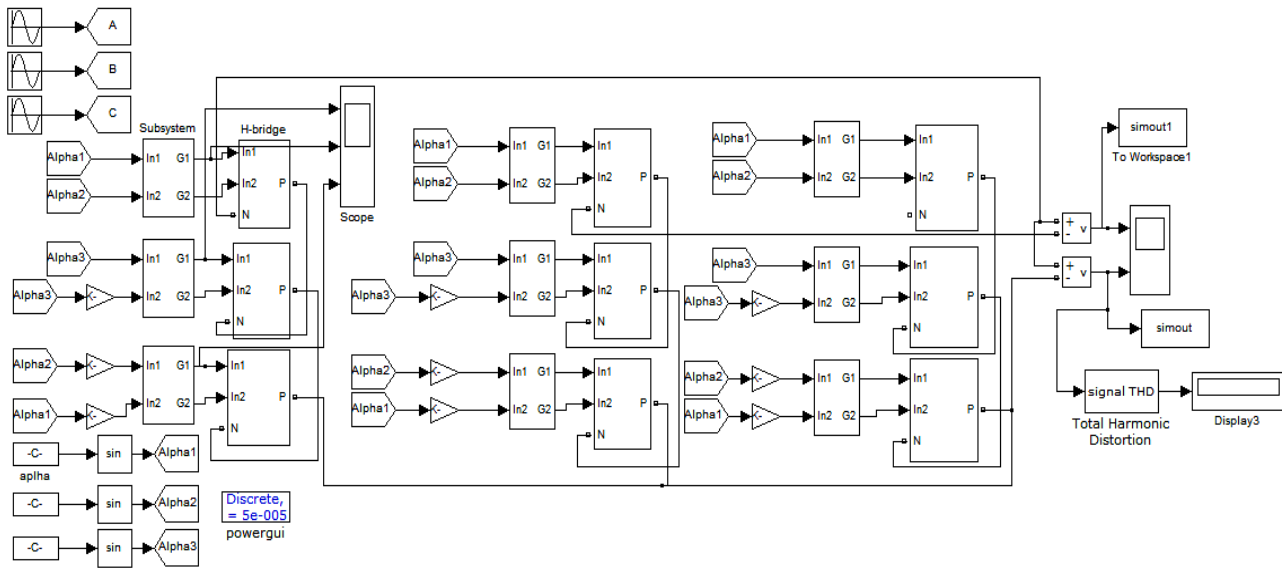 A
B
C
Subsystem
H-bridge
Alpha1
In1
G1
In1
Alpha2
In2
G2
In2
P
N
Scope
Alpha3
In1
G1
In1
Alpha3
K-
In2
G2
In2
P
N
Alpha2
K-
In1
G1
In1
Alpha1
K-
In2
G2
In2
P
N
-C-
sin
Alpha1
aplha
-C-
sin
Alpha2
-C-
sin
Alpha3
Discrete,
= 5e-005
powergui
Alpha1
In1
G1
In1
Alpha2
In2
G2
In2
P
N
Alpha3
In1
G1
In1
Alpha3
K-
In2
G2
In2
P
N
Alpha2
K-
In1
G1
In1
Alpha1
K-
In2
G2
In2
P
N
Alpha1
In1
G1
In1
Alpha2
In2
G2
In2
P
N
Alpha3
In1
G1
In1
Alpha3
K-
In2
G2
In2
P
N
Alpha2
K-
In1
G1
In1
Alpha1
K-
In2
G2
In2
P
N
simout1
To Workspace1
+
-
v
+
-
v
simout
signal THD
Total Harmonic
Distortion
Display3